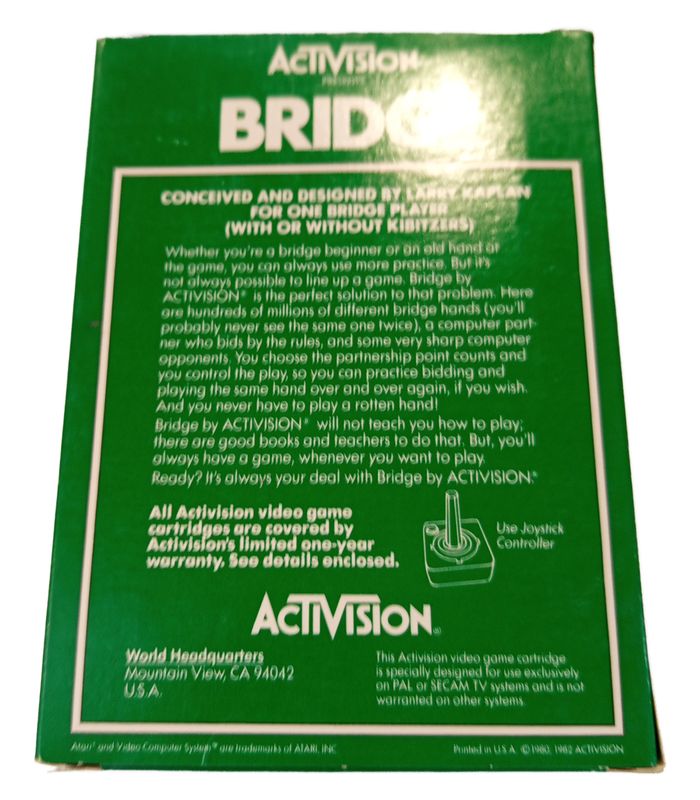 ACTIVISION
PRESENTS
BRIDGE
CONCEIVED AND DESIGNED BY LARRY KAPLAN
FOR ONE BRIDGE PLAYER
(WITH OR WITHOUT KIBITZERS)
Whether you're a bridge beginner or an old hand at
the game, you can always use more practice. But it's
not always possible to line up a game. Bridge by
ACTIVISION® is the perfect solution to that problem. Here
are hundreds of millions of different bridge hands (you'll
probably never see the same one twice), a computer part-
ner who bids by the rules, and some very sharp computer
opponents. You choose the partnership point counts and
you control the play, so you can practice bidding and
playing the same hand over and over again, if you wish.
And you never have to play a rotten hand!
Bridge by ACTIVISION® will not teach you how to play;
there are good books and teachers to do that. But, you'll
always have a game, whenever you want to play.
Ready? It's always your deal with Bridge by ACTIVISION.®
All Activision video game
cartridges are covered by
Activision's limited one-year
warranty. See details enclosed.
Use Joystick
Controller
ACTIVISION®
World Headquarters
Mountain View, CA 94042
U.S.A.
This Activision video game cartridge
is specially designed for use exclusively
on PAL or SECAM TV systems and is not
warranted on other systems.
Atari® and Video Computer System® are trademarks of ATARI, INC.
Printed in U.S.A. ©1980, 1982 ACTIVISION